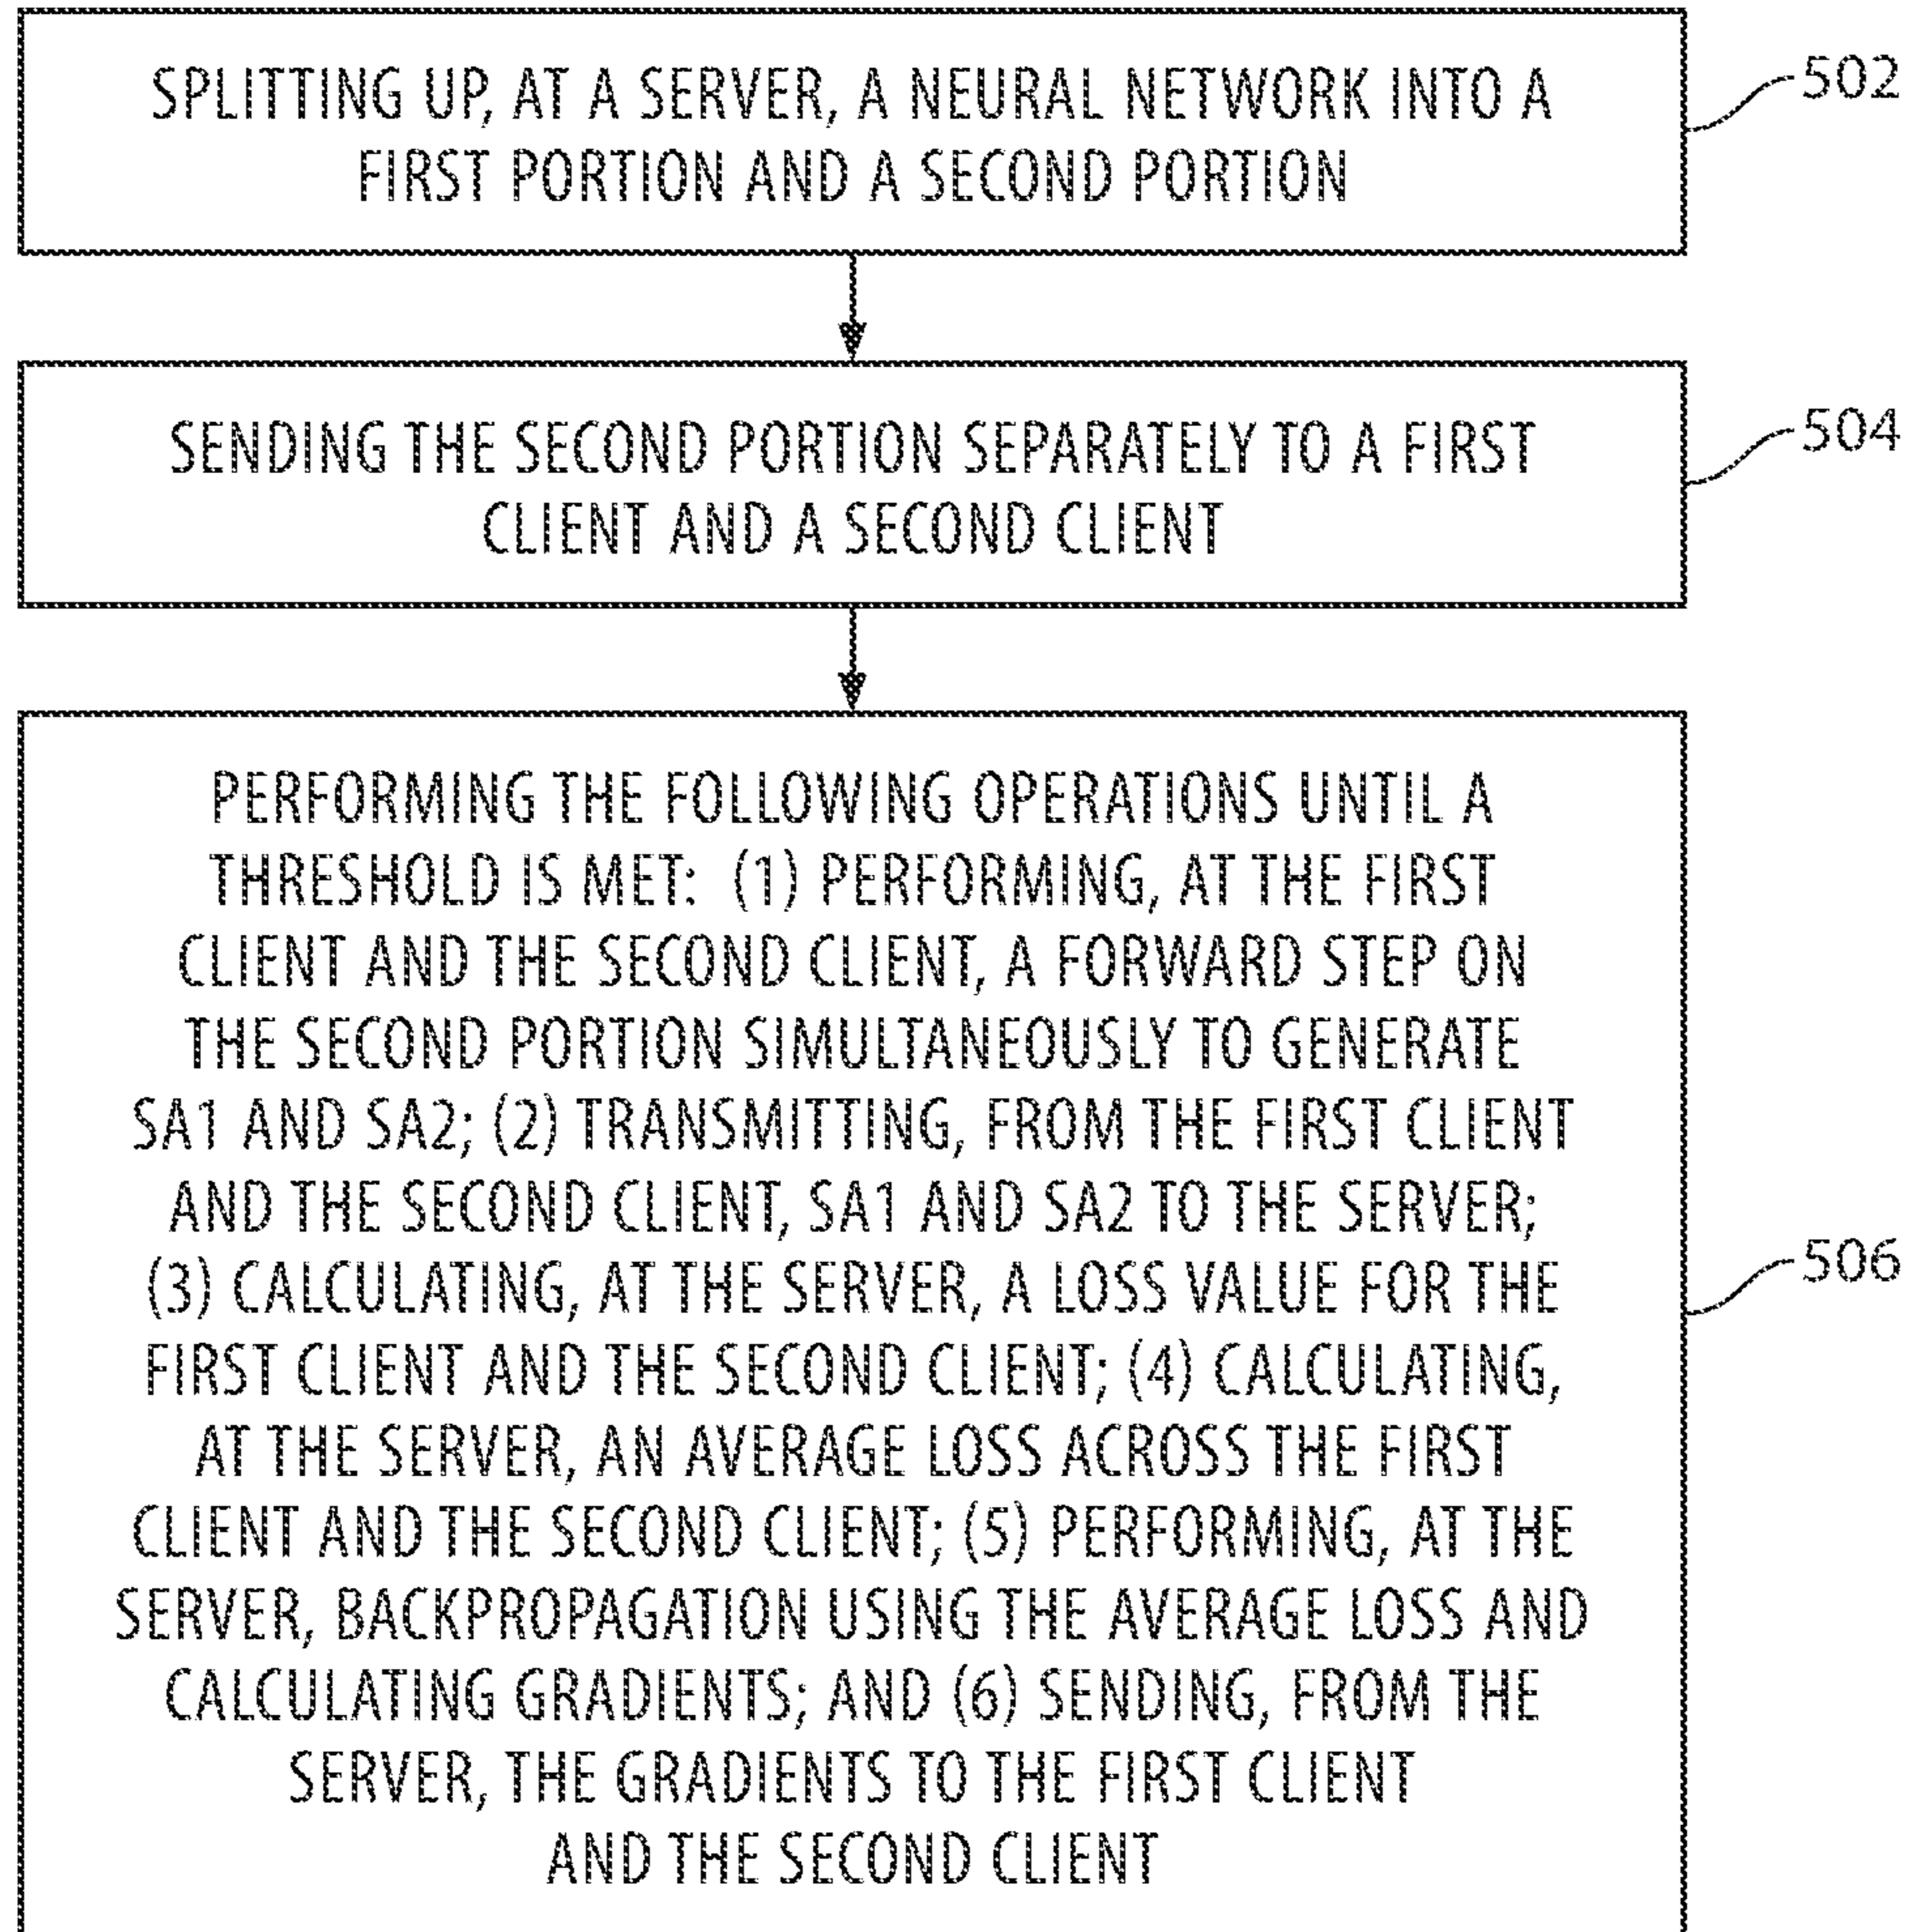 SPLITTING UP, AT A SERVER, A NEURAL NETWORK INTO A
FIRST PORTION AND A SECOND PORTION
502
SENDING THE SECOND PORTION SEPARATELY TO A FIRST
CLIENT AND A SECOND CLIENT
504
PERFORMING THE FOLLOWING OPERATIONS UNTIL A
THRESHOLD IS MET: (1) PERFORMING, AT THE FIRST
CLIENT AND THE SECOND CLIENT, A FORWARD STEP ON
THE SECOND PORTION SIMULTANEOUSLY TO GENERATE
SA1 AND SA2; (2) TRANSMITTING, FROM THE FIRST CLIENT
AND THE SECOND CLIENT, SA1 AND SA2 TO THE SERVER;
(3) CALCULATING, AT THE SERVER, A LOSS VALUE FOR THE
FIRST CLIENT AND THE SECOND CLIENT; (4) CALCULATING,
AT THE SERVER, AN AVERAGE LOSS ACROSS THE FIRST
CLIENT AND THE SECOND CLIENT; (5) PERFORMING, AT THE
SERVER, BACKPROPAGATION USING THE AVERAGE LOSS AND
CALCULATING GRADIENTS; AND (6) SENDING, FROM THE
SERVER, THE GRADIENTS TO THE FIRST CLIENT
AND THE SECOND CLIENT
506